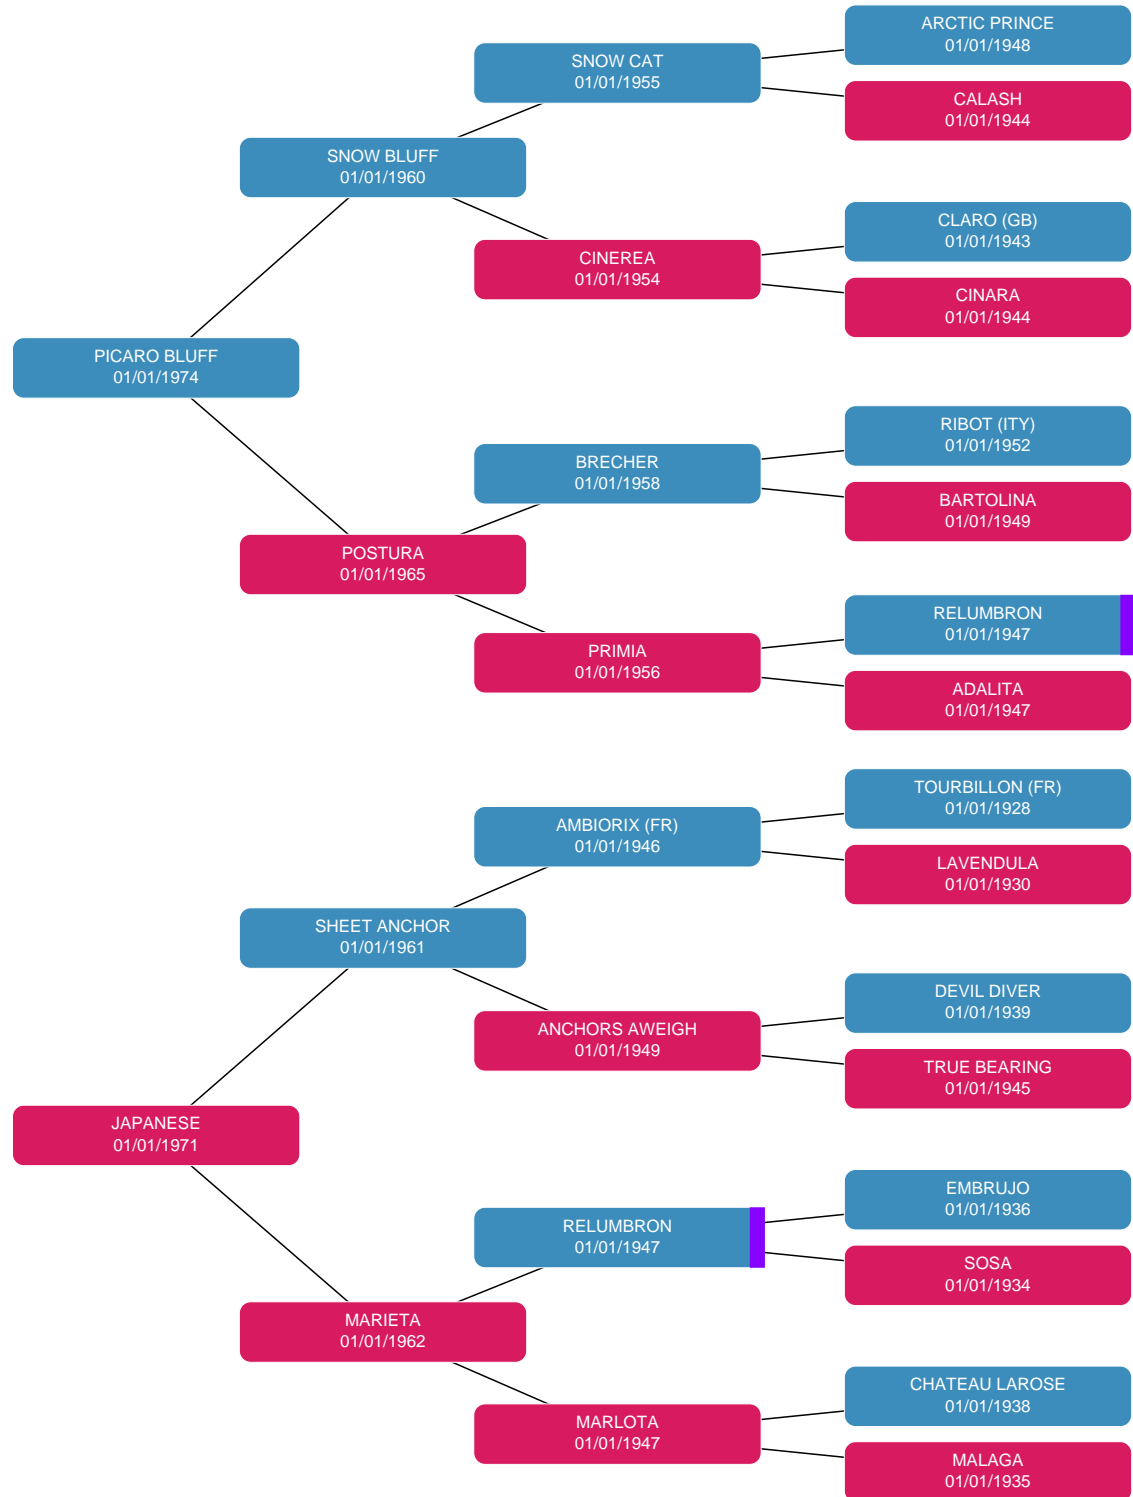 ARCTIC PRINCE
01/01/1948
SNOW CAT
01/01/1955
CALASH
01/01/1944
SNOW BLUFF
01/01/1960
CLARO (GB)
01/01/1943
CINEREA
01/01/1954
CINARA
01/01/1944
PICARO BLUFF
01/01/1974
RIBOT (ITY)
01/01/1952
BRECHER
01/01/1958
BARTOLINA
01/01/1949
POSTURA
01/01/1965
RELUMBRON
01/01/1947
PRIMIA
01/01/1956
ADALITA
01/01/1947
TOURBILLON (FR)
01/01/1928
AMBIORIX (FR)
01/01/1946
LAVENDULA
01/01/1930
SHEET ANCHOR
01/01/1961
DEVIL DIVER
01/01/1939
ANCHORS AWEIGH
01/01/1949
TRUE BEARING
01/01/1945
JAPANESE
01/01/1971
EMBRUJO
01/01/1936
RELUMBRON
01/01/1947
SOSA
01/01/1934
MARIETA
01/01/1962
CHATEAU LAROSE
01/01/1938
MARLOTA
01/01/1947
MALAGA
01/01/1935